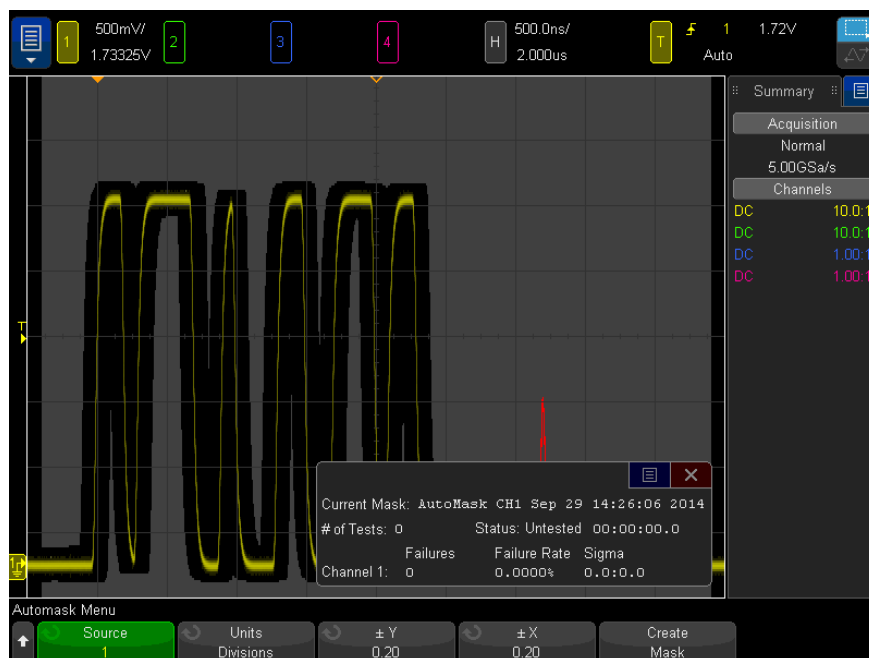 1 500mV/ 2 3 4 H 500.0ns/ T 1 1.72V
1.73325V 2.000us Auto
Summary
Acquisition
Normal
5.00GSa/s
Channels
DC 10.0:1
DC 10.0:1
DC 1.00:1
DC 1.00:1
T
1
Current Mask: AutoMask CH1 Sep 29 14:26:06 2014
# of Tests: 0 Status: Untested 00:00:00.0
Failures Failure Rate Sigma
Channel 1: 0 0.0000% 0.0:0.0
Automask Menu
Source Units ± Y ± X Create
1 Divisions 0.20 0.20 Mask